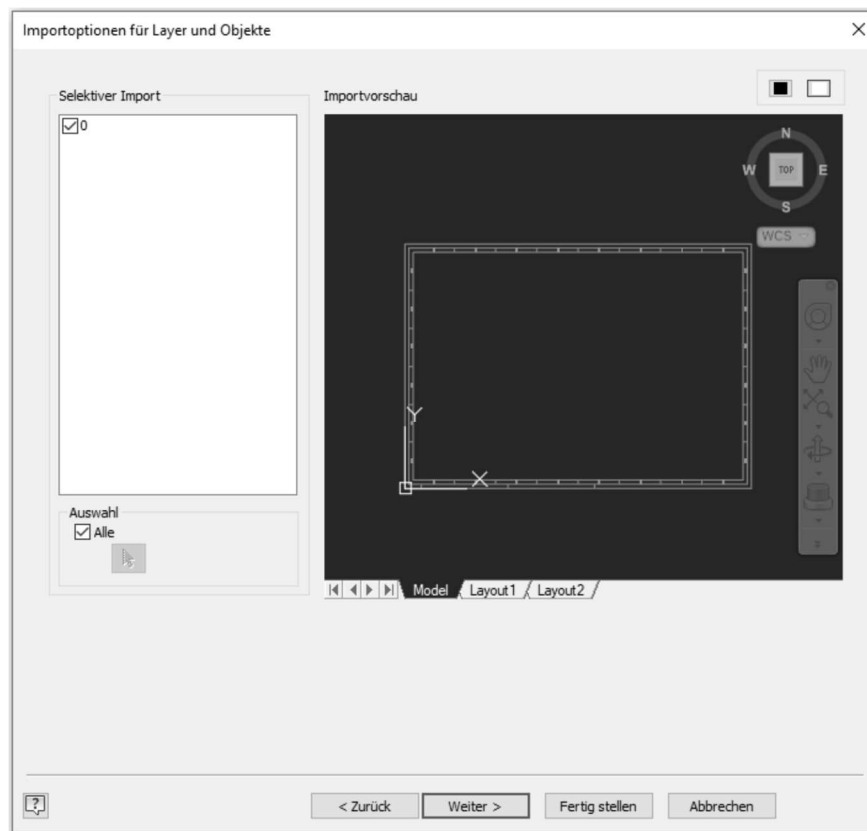 Importoptionen für Layer und Objekte
Selektiver Import
Importvorschau
0
N
W
TOP
E
S
WCS
Y
X
Auswahl
Alle
Model
Layout1
Layout2
?
< Zurück
Weiter >
Fertig stellen
Abbrechen